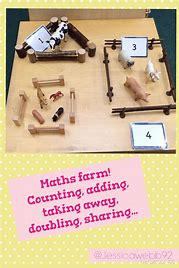 3
4
Maths farm!
Counting, adding,
taking away,
doubling, sharing...
@Jessicawebb92